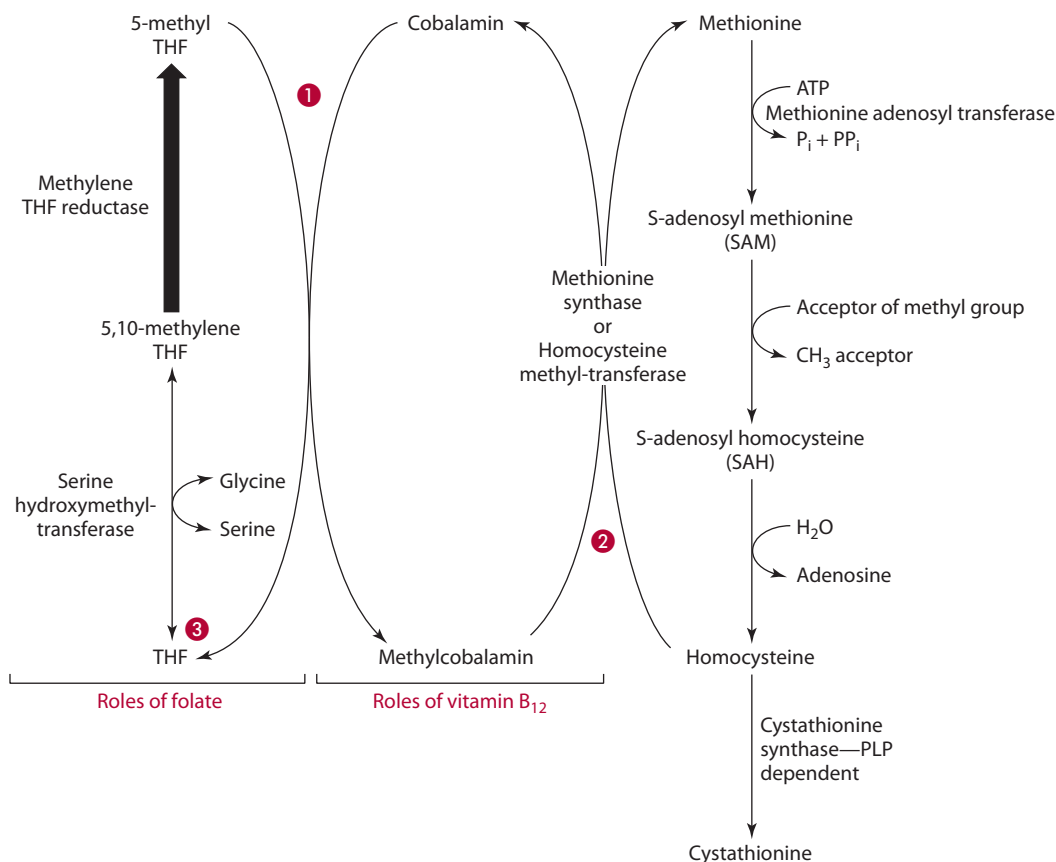 5-methyl
THF
Cobalamin
Methionine
1
ATP
Methionine adenosyl transferase
Pi + PPi
Methylene
THF reductase
S-adenosyl methionine
(SAM)
Methionine
synthase
or
Homocysteine
methyl-transferase
5,10-methylene
THF
Acceptor of methyl group
CH3 acceptor
S-adenosyl homocysteine
(SAH)
Serine
hydroxymethyl-
transferase
Glycine
Serine
2
H2O
Adenosine
3
THF
Methylcobalamin
Homocysteine
Roles of folate
Roles of vitamin B12
Cystathionine
synthase—PLP
dependent
Cystathionine